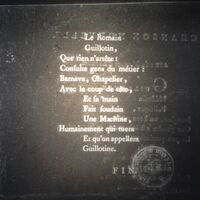 Le Romain
Guillotin,
Que rien n'arrête :
Consulte gens du métier :
Barnave, Chapelier,
Avec le coup de tête,
Et sa main
Fait soudain
Une Machine,
Humainement qui tuera
Et qu'on appellera
Guillotine.
FIN